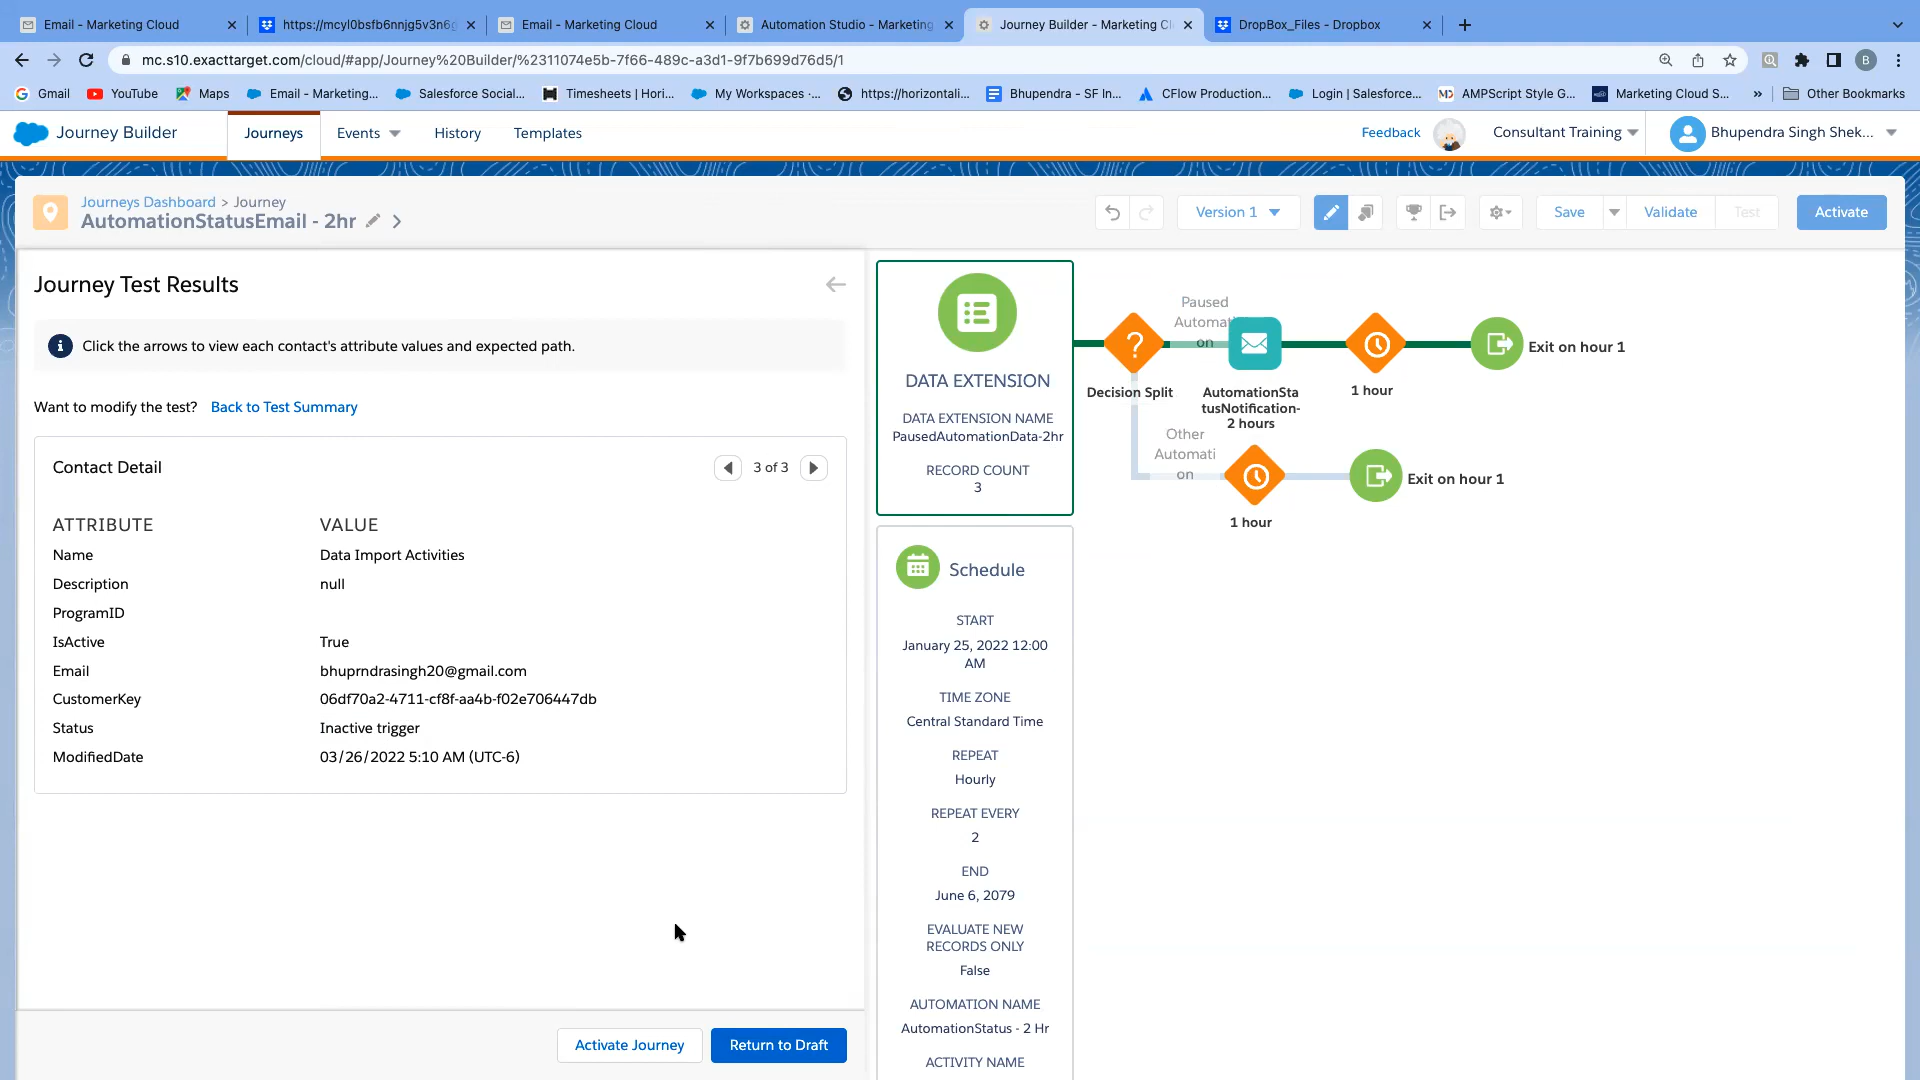 Email - Marketing Cloud
https://mcyl0bsfb6nnjg5v3n6g
Email - Marketing Cloud
Automation Studio - Marketing
Journey Builder - Marketing Cl
DropBox_Files - Dropbox
mc.s10.exacttarget.com/cloud/#app/Journey%20Builder/%2311074e5b-7f66-489c-a3d1-9f7b699d76d5/1
B
Gmail
YouTube
Maps
Email - Marketing...
Salesforce Social...
Timesheets | Hori...
My Workspaces -...
https://horizontali...
Bhupendra - SF In...
CFlow Production...
Login | Salesforce...
AMPScript Style G...
Marketing Cloud S...
»
Other Bookmarks
Journey Builder
Journeys
Events
History
Templates
Feedback
Consultant Training
Bhupendra Singh Shek...
Journeys Dashboard > Journey
AutomationStatusEmail - 2hr
Version 1
Save
Validate
Test
Activate
Journey Test Results
Click the arrows to view each contact's attribute values and expected path.
Want to modify the test? Back to Test Summary
Contact Detail
3 of 3
ATTRIBUTE VALUE
Name Data Import Activities
Description null
ProgramID
IsActive True
Email bhuprndrasingh20@gmail.com
CustomerKey 06df70a2-4711-cf8f-aa4b-f02e706447db
Status Inactive trigger
ModifiedDate 03/26/2022 5:10 AM (UTC-6)
Activate Journey
Return to Draft
DATA EXTENSION
DATA EXTENSION NAME
PausedAutomationData-2hr
RECORD COUNT
3
Schedule
START
January 25, 2022 12:00
AM
TIME ZONE
Central Standard Time
REPEAT
Hourly
REPEAT EVERY
2
END
June 6, 2079
EVALUATE NEW
RECORDS ONLY
False
AUTOMATION NAME
AutomationStatus - 2 Hr
ACTIVITY NAME
Decision Split
Paused
Automati
on
AutomationSta
tusNotification-
2 hours
1 hour
Exit on hour 1
Other
Automati
on
1 hour
Exit on hour 1